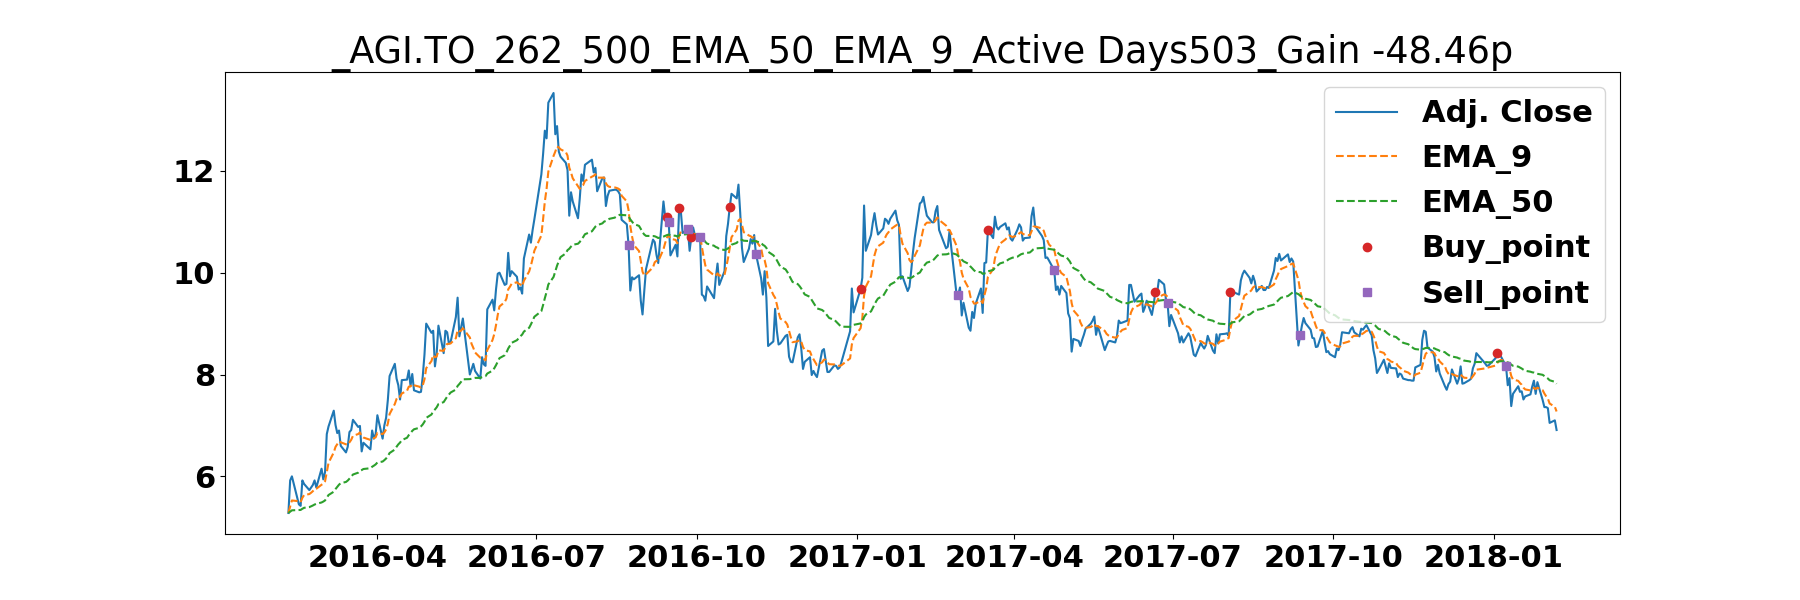 _AGI.TO_262_500_EMA_50_EMA_9_Active Days503_Gain -48.46p
Adj. Close
EMA_9
EMA_50
Buy_point
Sell_point
12
10
8
6
2016-04 2016-07 2016-10 2017-01 2017-04 2017-07 2017-10 2018-01